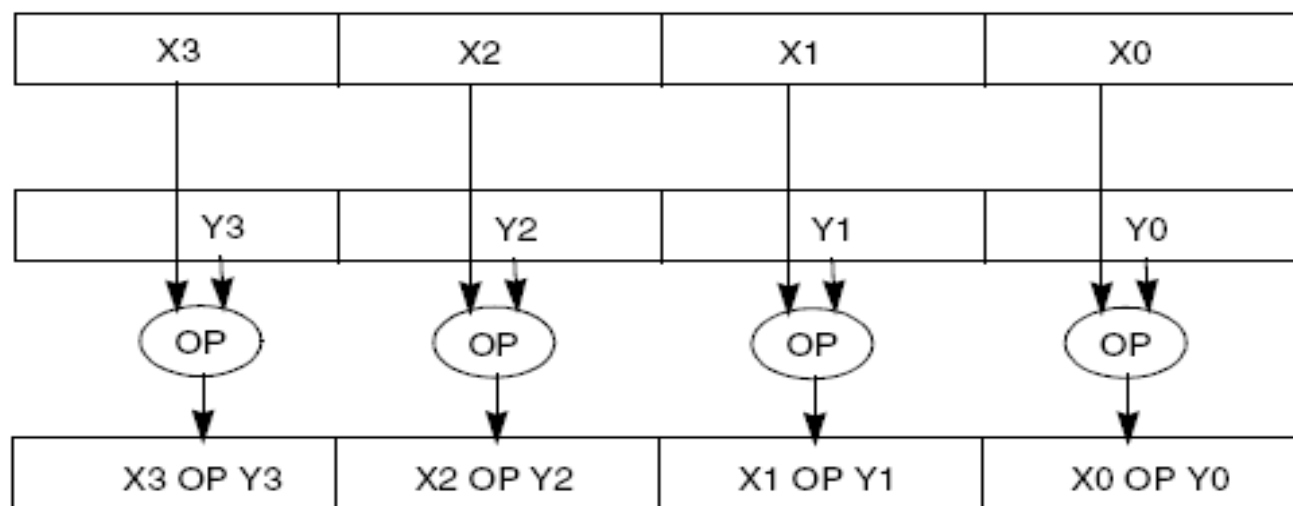 X3 X2 X1 X0
Y3 Y2 Y1 Y0
OP OP OP OP
X3 OP Y3 X2 OP Y2 X1 OP Y1 X0 OP Y0